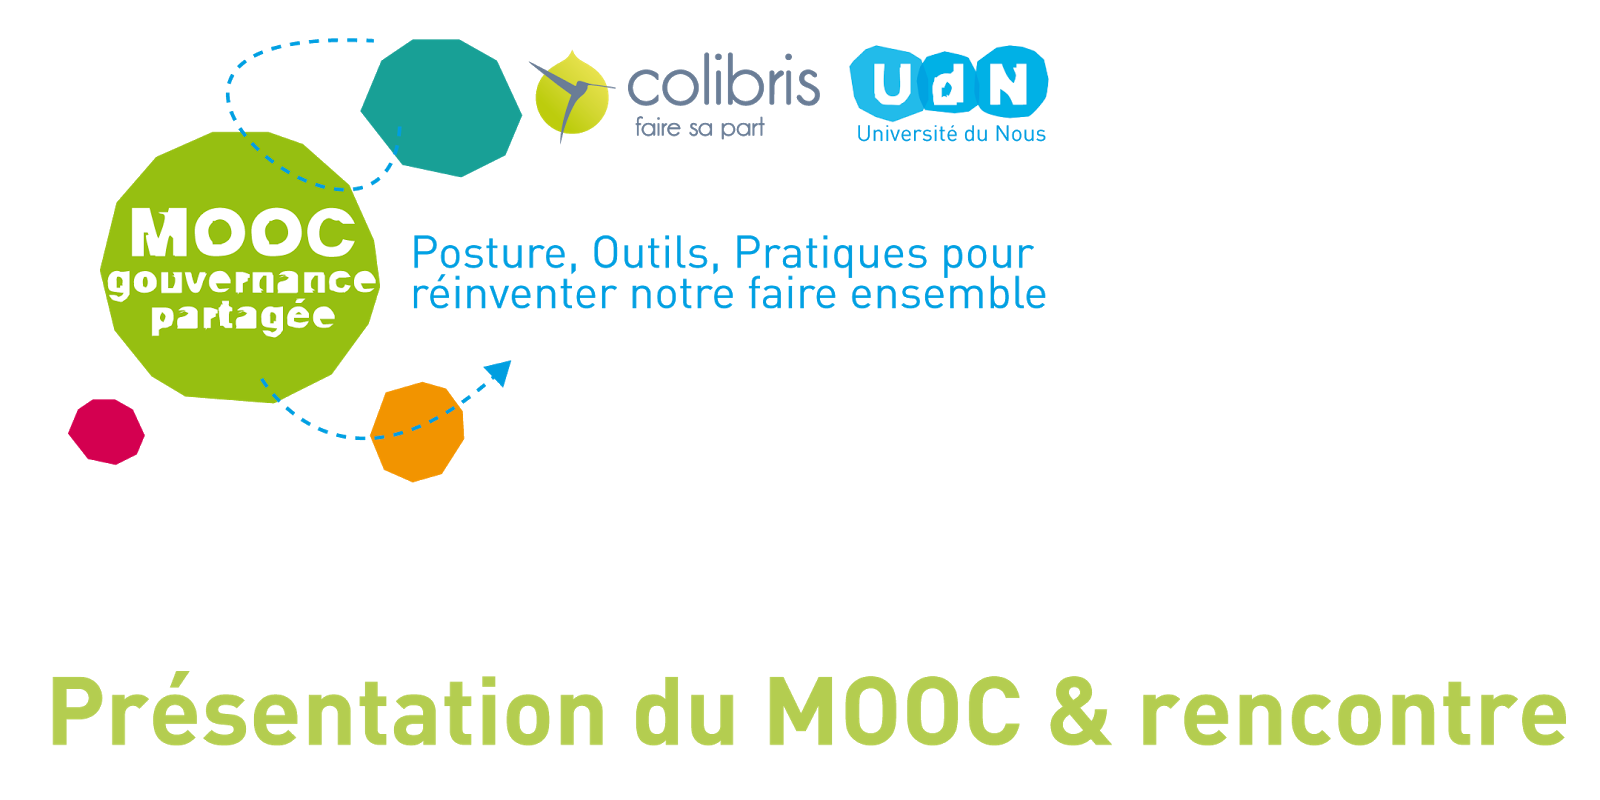 colibris
faire sa part
UdN
Université du Nous
MOOC
gouvernance
partagée
Posture, Outils, Pratiques pour
réinventer notre faire ensemble
Présentation du MOOC & rencontre